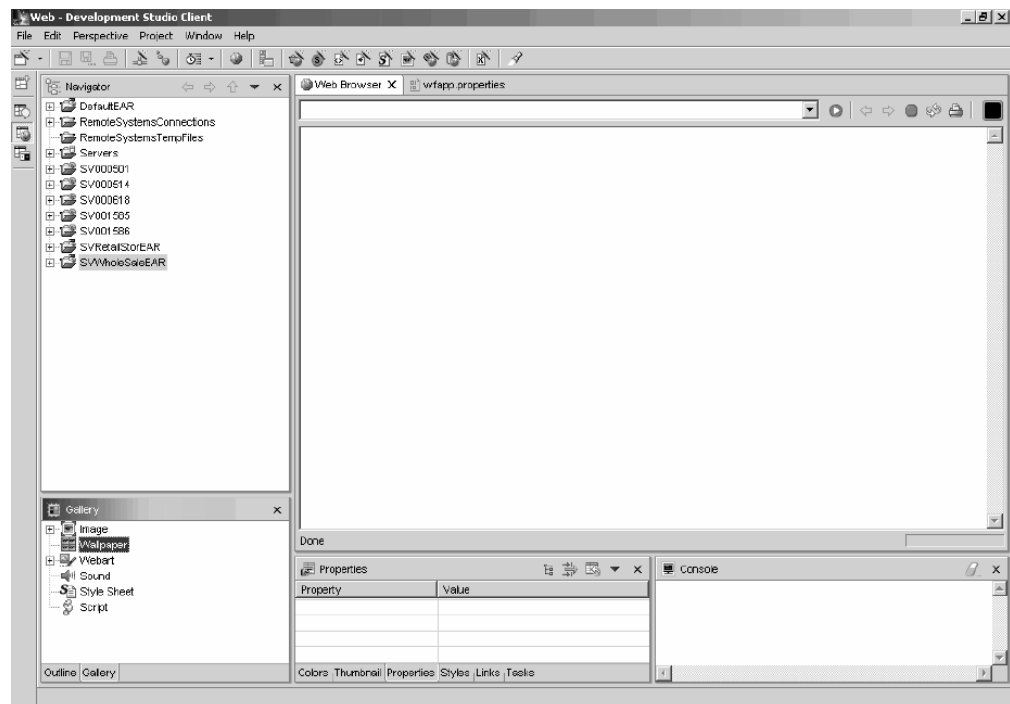 Web - Development Studio Client
File Edit Perspective Project Window Help
Navigator
DefaultEAR
RemoteSystemsConnections
RemoteSystemsTempFiles
Servers
SV000501
SV000514
SV000618
SV001585
SV001586
SVRetailStorEAR
SVWholeSaleEAR
Web Browser
wfapp.properties
Done
Gallery
Image
Wallpaper
Webart
Sound
Style Sheet
Script
Outline Gallery
Properties
Property Value
Colors Thumbnail Properties Styles Links Tasks
Console